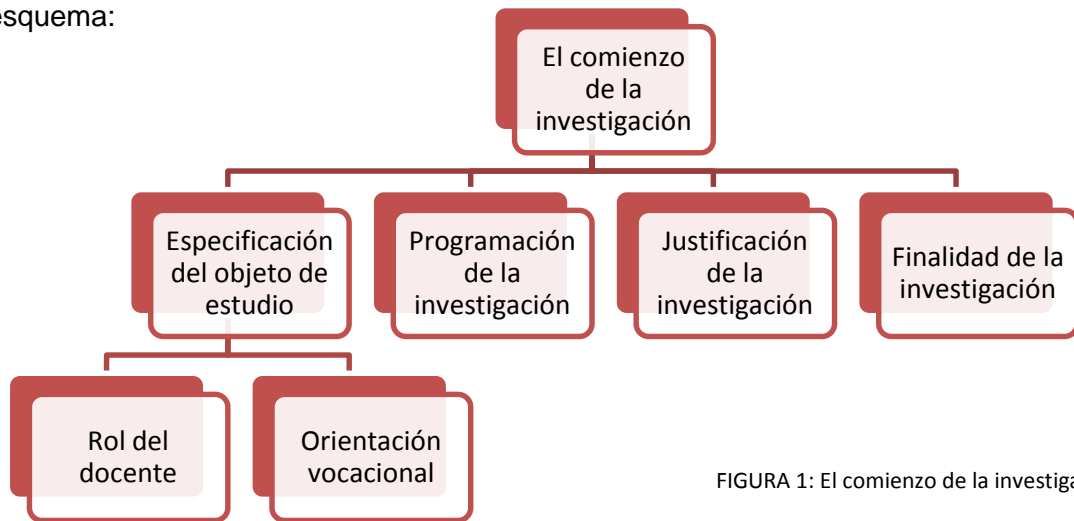 esquema:
El comienzo
de la
investigación
Especificación
del objeto de
estudio
Programación
de la
investigación
Justificación
de la
investigación
Finalidad de la
investigación
Rol del
docente
Orientación
vocacional
FIGURA 1: El comienzo de la investiga